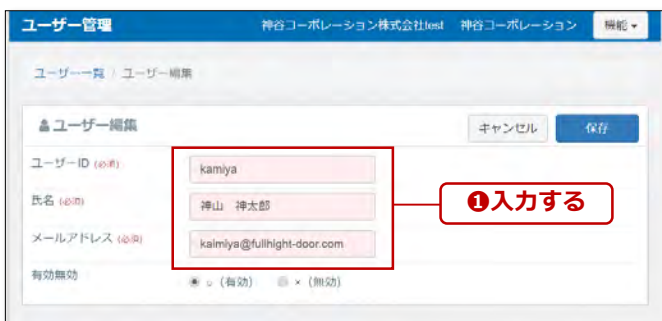 ユーザー管理 神谷コーポレーション株式会社test 神谷コーポレーション 機能
ユーザー一覧 / ユーザー編集
ユーザー編集 キャンセル 保存
ユーザーID (必須) kamiya
氏名 (必須) 神山 神太郎
❶入力する
メールアドレス (必須) kaimiya@fullhight-door.com
有効無効 ○ (有効) × (無効)